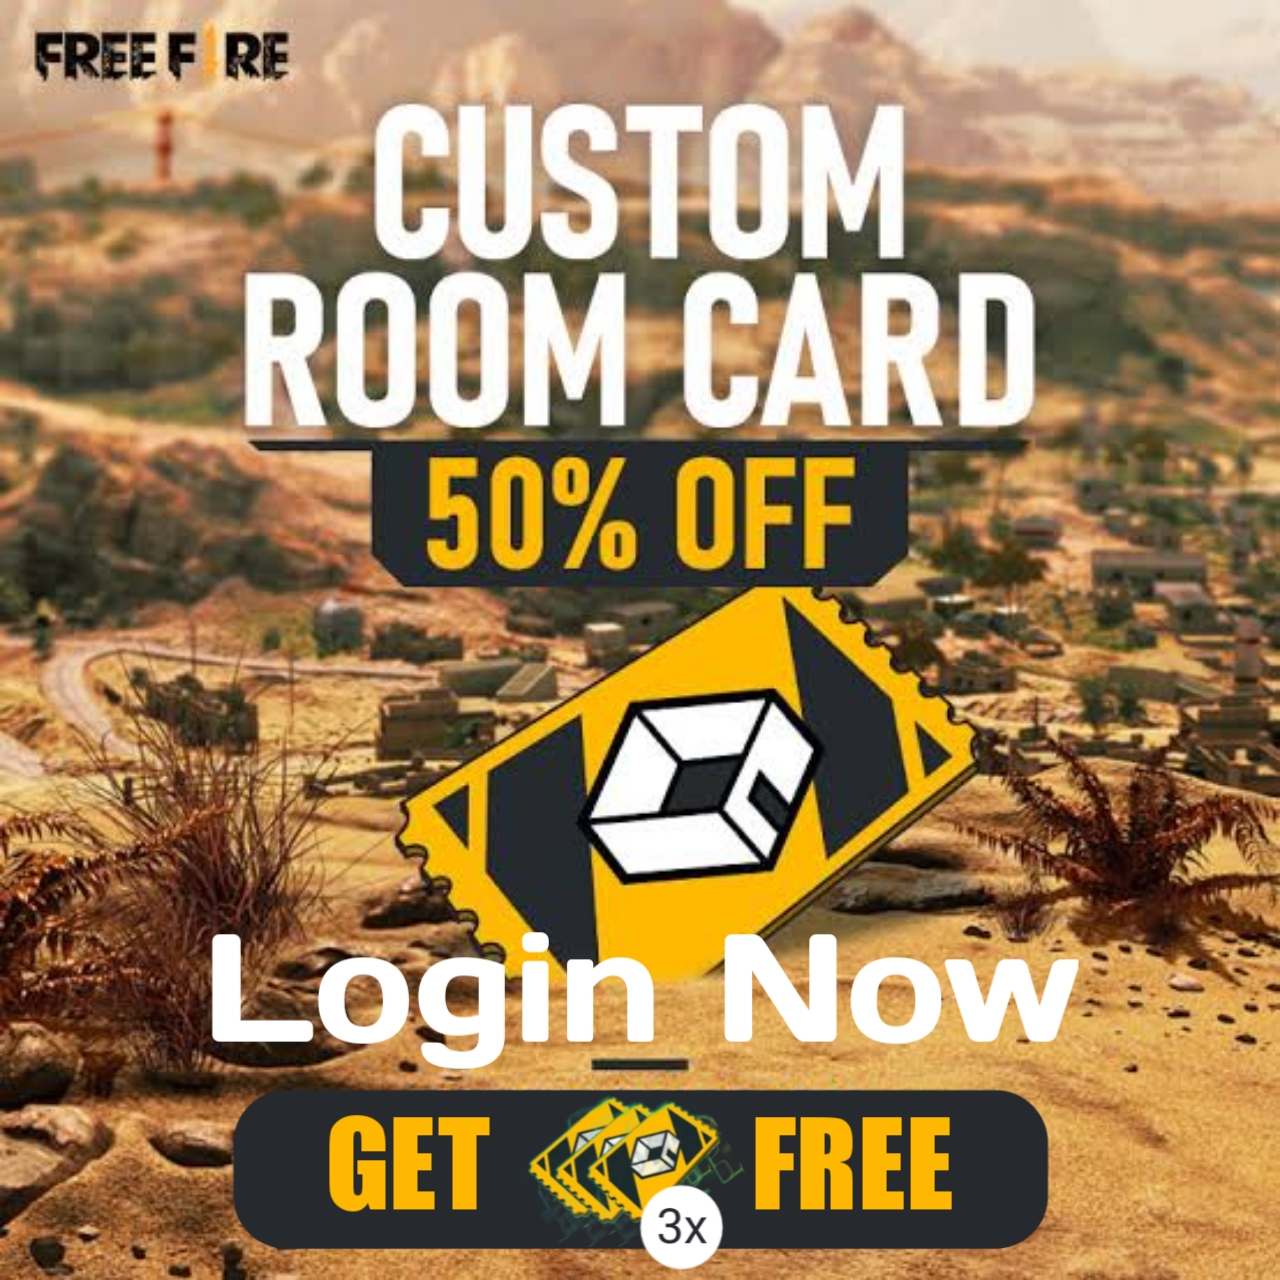 FREE FIRE
CUSTOM
ROOM CARD
50% OFF
Login Now
GET FREE
3x